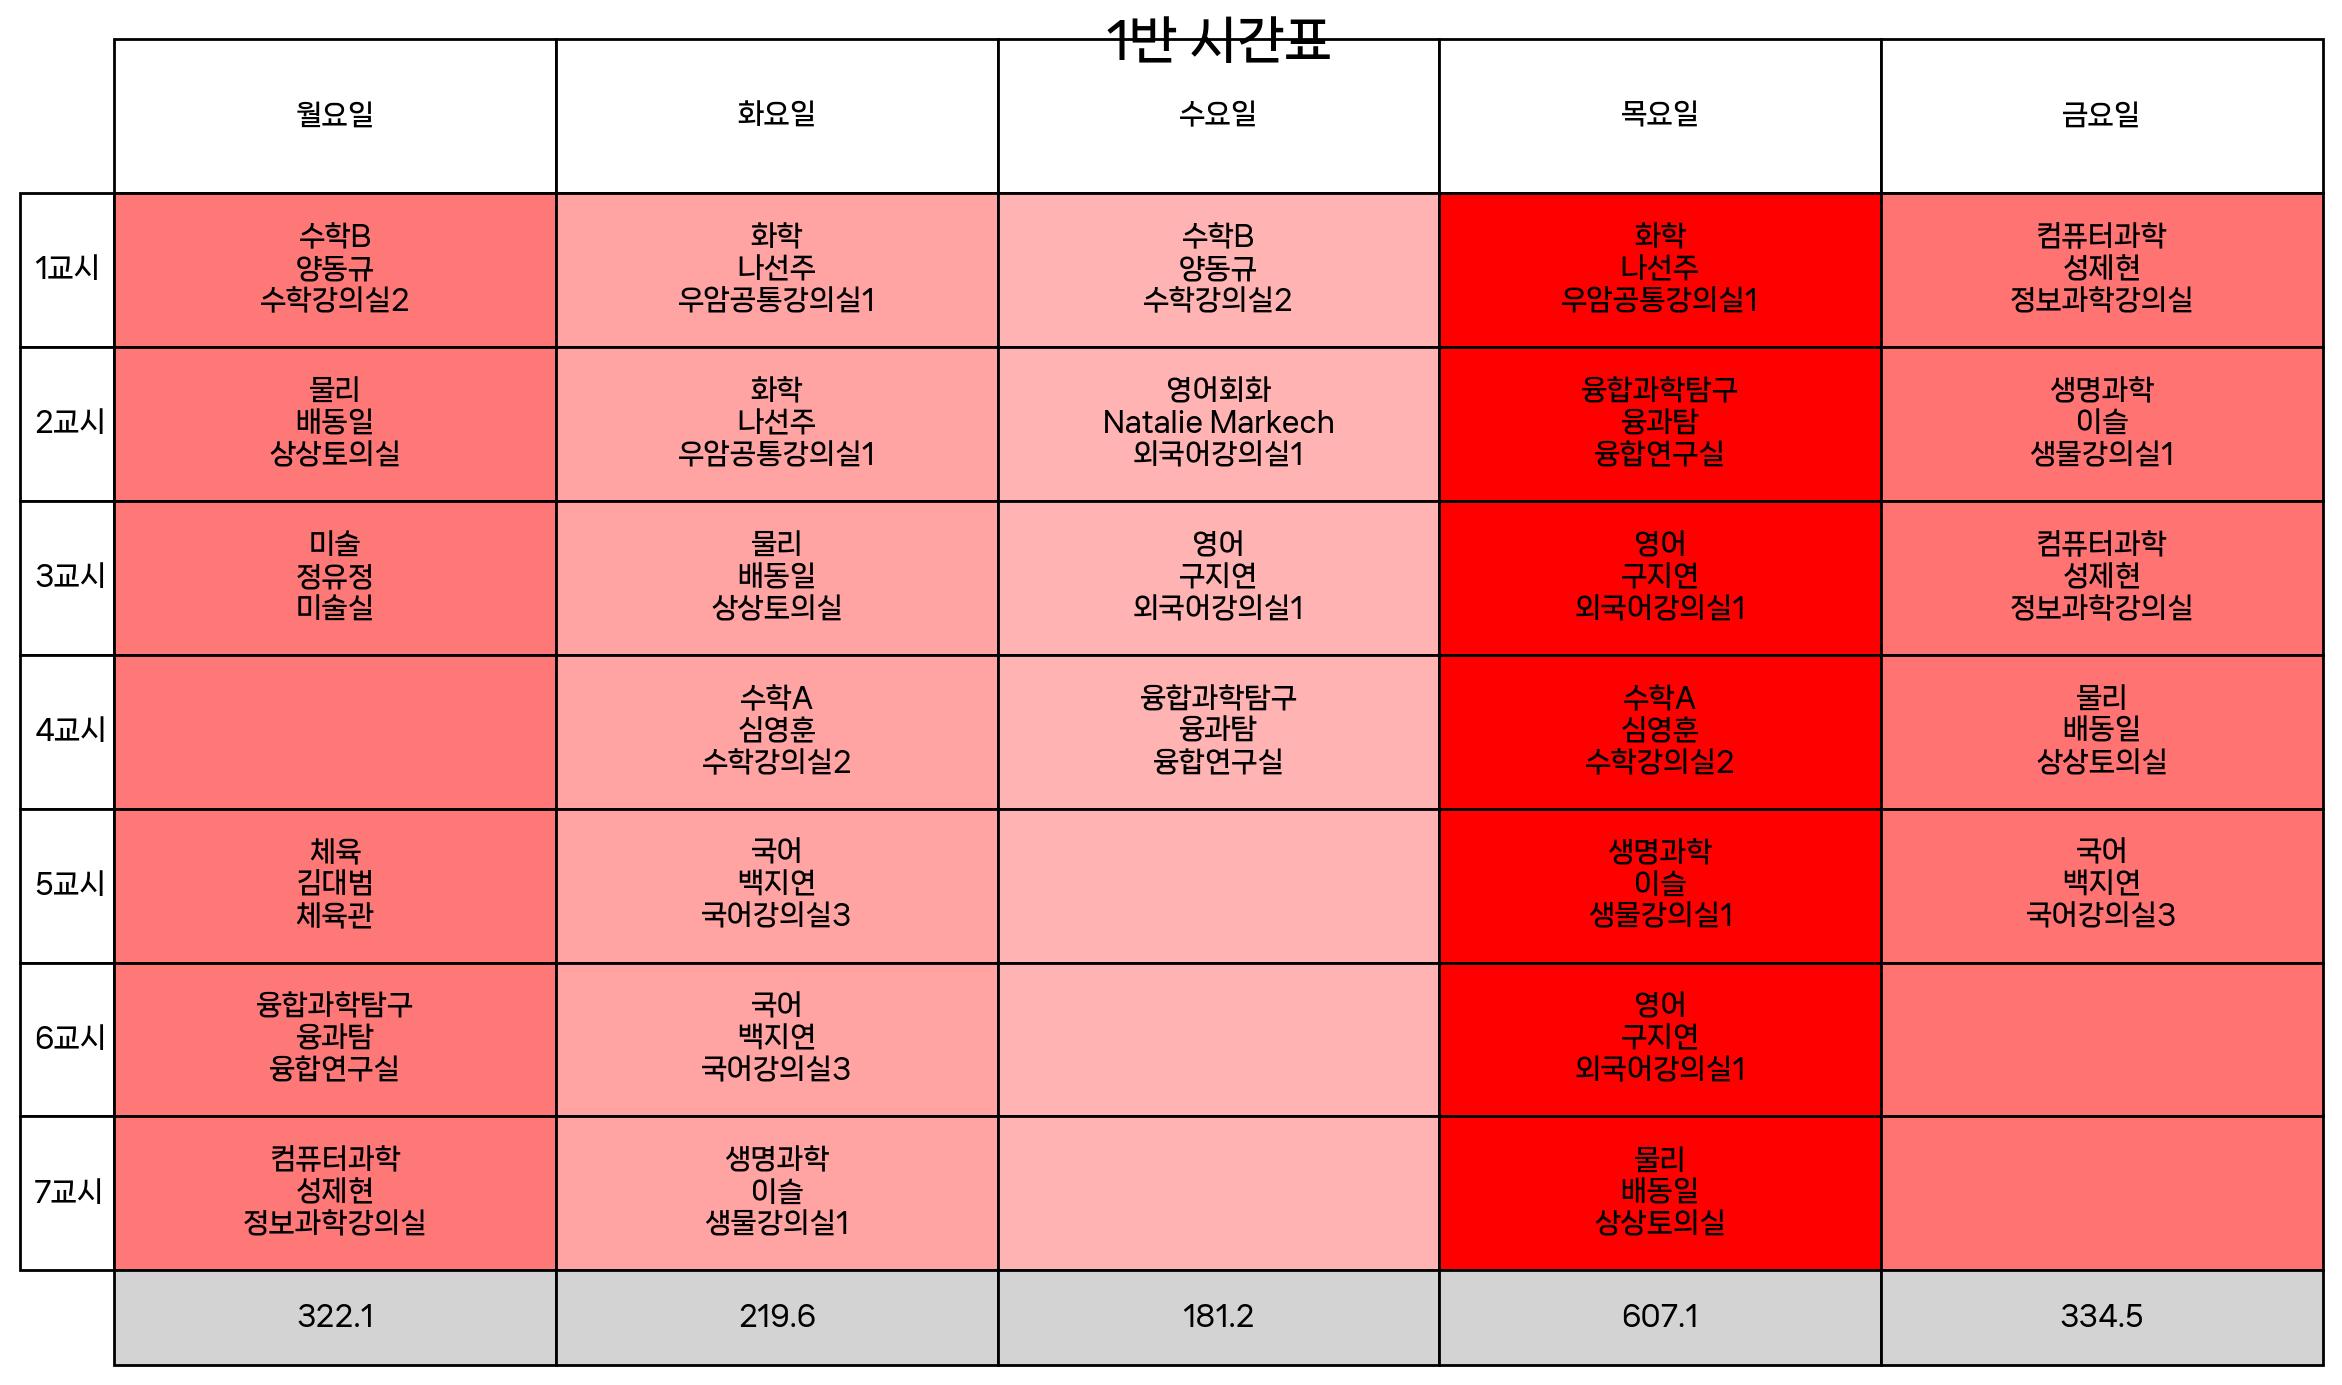 1반 시간표
월요일
화요일
수요일
목요일
금요일
1교시
수학B
양동규
수학강의실2
화학
나선주
우암공통강의실1
수학B
양동규
수학강의실2
화학
나선주
우암공통강의실1
컴퓨터과학
성제현
정보과학강의실
2교시
물리
배동일
상상토의실
화학
나선주
우암공통강의실1
영어회화
Natalie Markech
외국어강의실1
융합과학탐구
융과탐
융합연구실
생명과학
이슬
생물강의실1
3교시
미술
정유정
미술실
물리
배동일
상상토의실
영어
구지연
외국어강의실1
영어
구지연
외국어강의실1
컴퓨터과학
성제현
정보과학강의실
4교시
수학A
심영훈
수학강의실2
융합과학탐구
융과탐
융합연구실
수학A
심영훈
수학강의실2
물리
배동일
상상토의실
5교시
체육
김대범
체육관
국어
백지연
국어강의실3
생명과학
이슬
생물강의실1
국어
백지연
국어강의실3
6교시
융합과학탐구
융과탐
융합연구실
국어
백지연
국어강의실3
영어
구지연
외국어강의실1
7교시
컴퓨터과학
성제현
정보과학강의실
생명과학
이슬
생물강의실1
물리
배동일
상상토의실
322.1
219.6
181.2
607.1
334.5